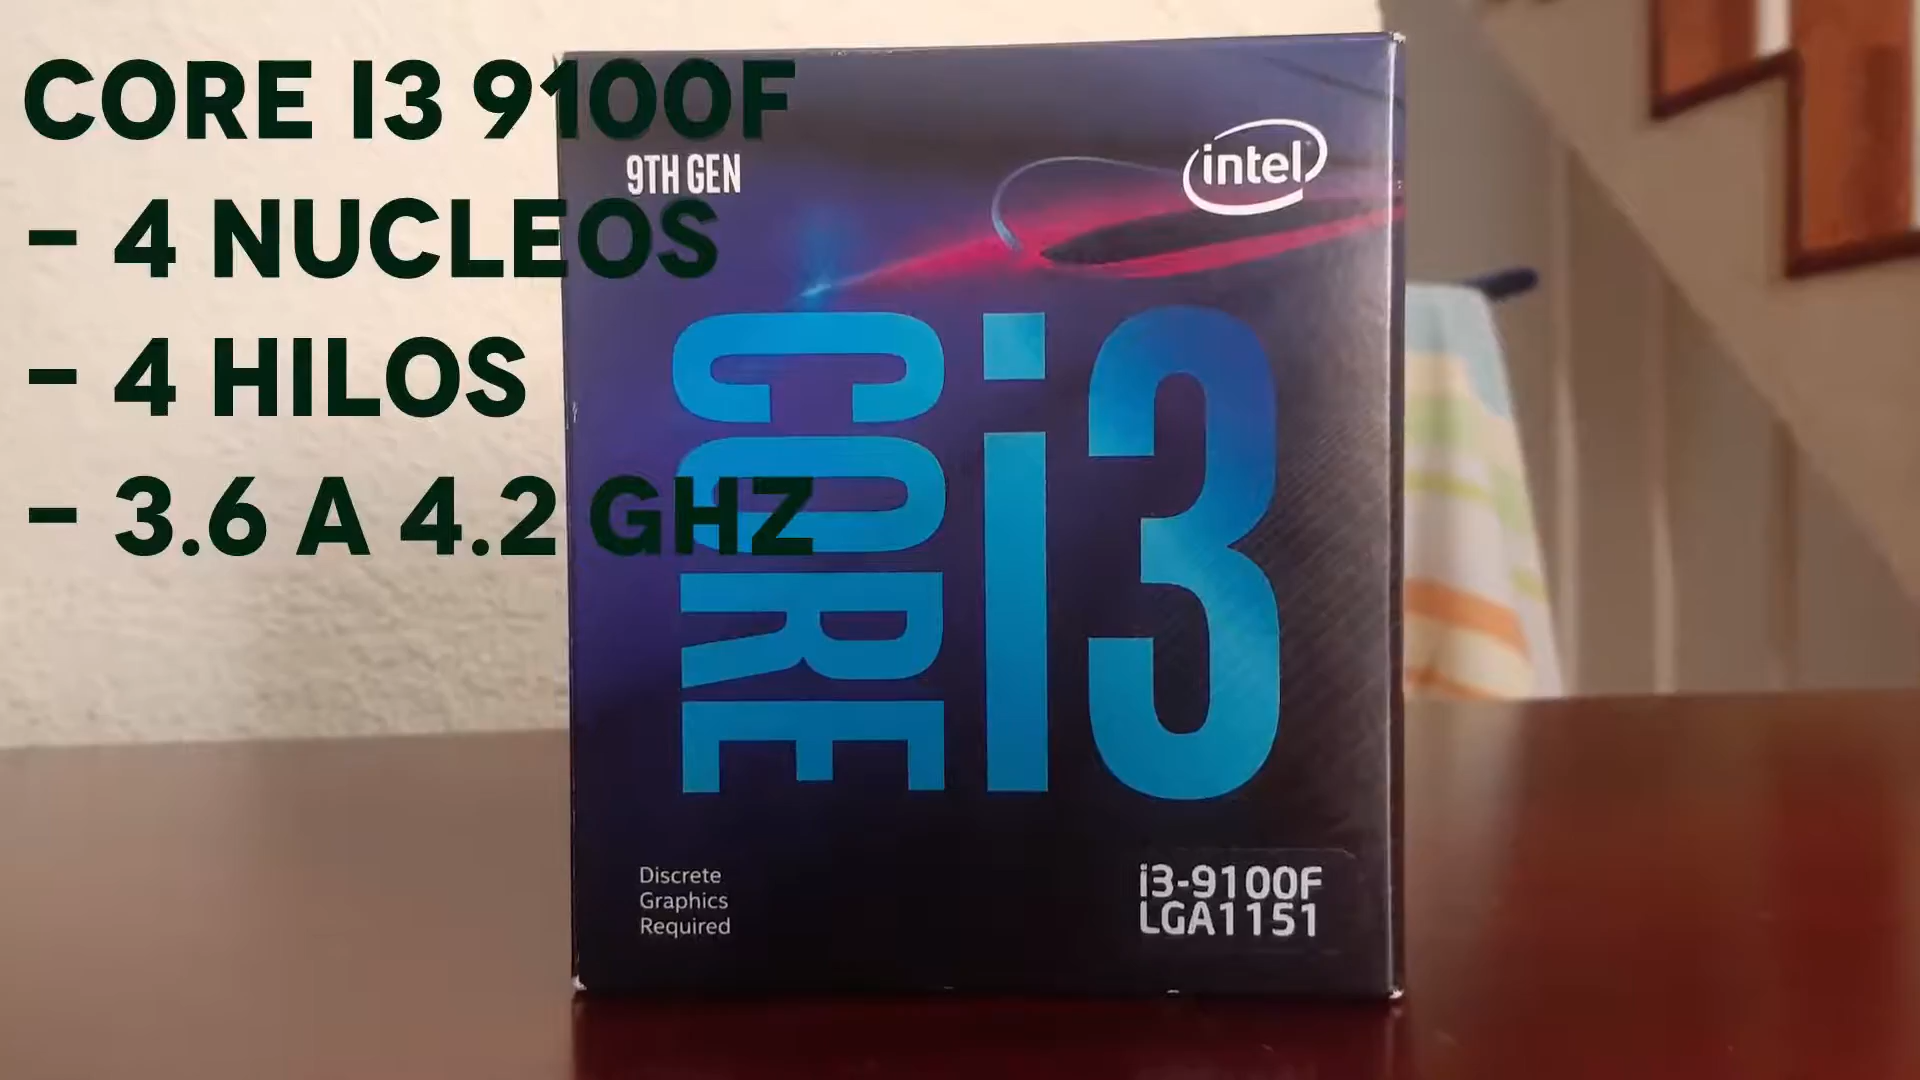 CORE I3 9100F
- 4 NUCLEOS
- 4 HILOS
- 3.6 A 4.2 GHZ
9TH GEN
intel
CORE i3
Discrete
Graphics
Required
i3-9100F
LGA1151